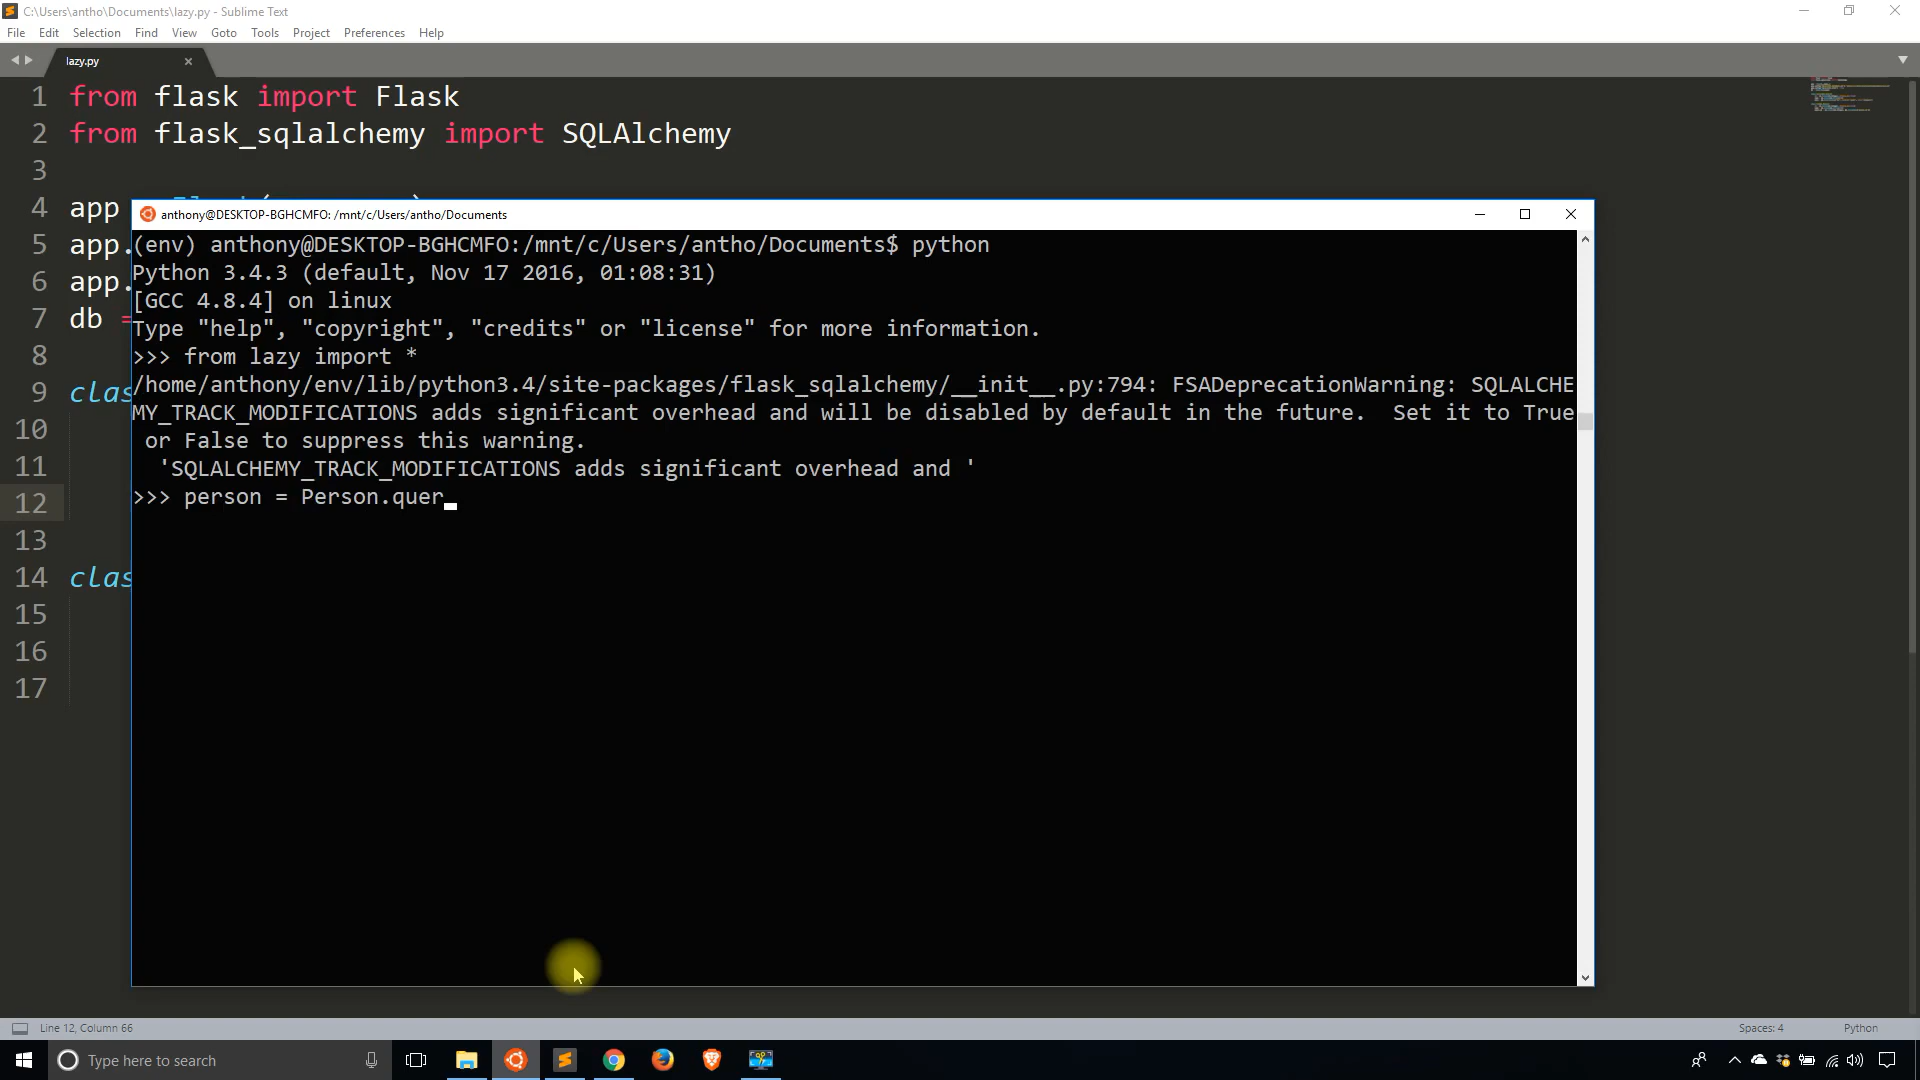 C:\Users\antho\Documents\lazy.py - Sublime Text
File Edit Selection Find View Goto Tools Project Preferences Help
lazy.py
1 from flask import Flask
2 from flask_sqlalchemy import SQLAlchemy
3
4 app
5 app.
6 app.
7 db =
8
9 clas
10
11
12
13
14 clas
15
16
17
anthony@DESKTOP-BGHCMFO: /mnt/c/Users/antho/Documents
(env) anthony@DESKTOP-BGHCMFO:/mnt/c/Users/antho/Documents$ python
Python 3.4.3 (default, Nov 17 2016, 01:08:31)
[GCC 4.8.4] on linux
Type "help", "copyright", "credits" or "license" for more information.
>>> from lazy import *
/home/anthony/env/lib/python3.4/site-packages/flask_sqlalchemy/__init__.py:794: FSADeprecationWarning: SQLALCHE
MY_TRACK_MODIFICATIONS adds significant overhead and will be disabled by default in the future.  Set it to True
 or False to suppress this warning.
  'SQLALCHEMY_TRACK_MODIFICATIONS adds significant overhead and '
>>> person = Person.quer
Line 12, Column 66
Spaces: 4
Python
Type here to search